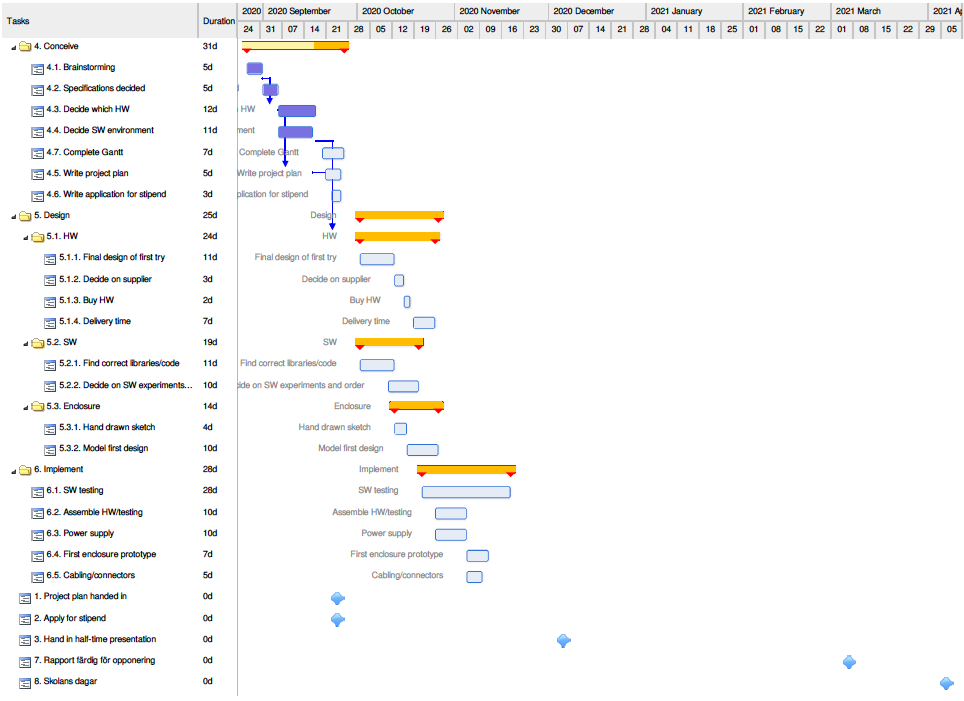 Tasks Duration 2020 2020 September 2020 October 2020 November 2020 December 2021 January 2021 February 2021 March 2021 A
24 31 07 14 21 28 05 12 19 26 02 09 16 23 30 07 14 21 28 04 11 18 25 01 08 15 22 01 08 15 22 29 05
4. Conceive 31d
4.1. Brainstorming 5d
4.2. Specifications decided 5d
4.3. Decide which HW 12d HW
4.4. Decide SW environment 11d ment
4.7. Complete Gantt 7d Complete Gantt
4.5. Write project plan 5d Write project plan
4.6. Write application for stipend 3d plication for stipend
5. Design 25d Design
5.1. HW 24d HW
5.1.1. Final design of first try 11d Final design of first try
5.1.2. Decide on supplier 3d Decide on supplier
5.1.3. Buy HW 2d Buy HW
5.1.4. Delivery time 7d Delivery time
5.2. SW 19d SW
5.2.1. Find correct libraries/code 11d Find correct libraries/code
5.2.2. Decide on SW experiments... 10d cide on SW experiments and order
5.3. Enclosure 14d Enclosure
5.3.1. Hand drawn sketch 4d Hand drawn sketch
5.3.2. Model first design 10d Model first design
6. Implement 28d Implement
6.1. SW testing 28d SW testing
6.2. Assemble HW/testing 10d Assemble HW/testing
6.3. Power supply 10d Power supply
6.4. First enclosure prototype 7d First enclosure prototype
6.5. Cabling/connectors 5d Cabling/connectors
1. Project plan handed in 0d
2. Apply for stipend 0d
3. Hand in half-time presentation 0d
7. Rapport färdig för opponering 0d
8. Skolans dagar 0d